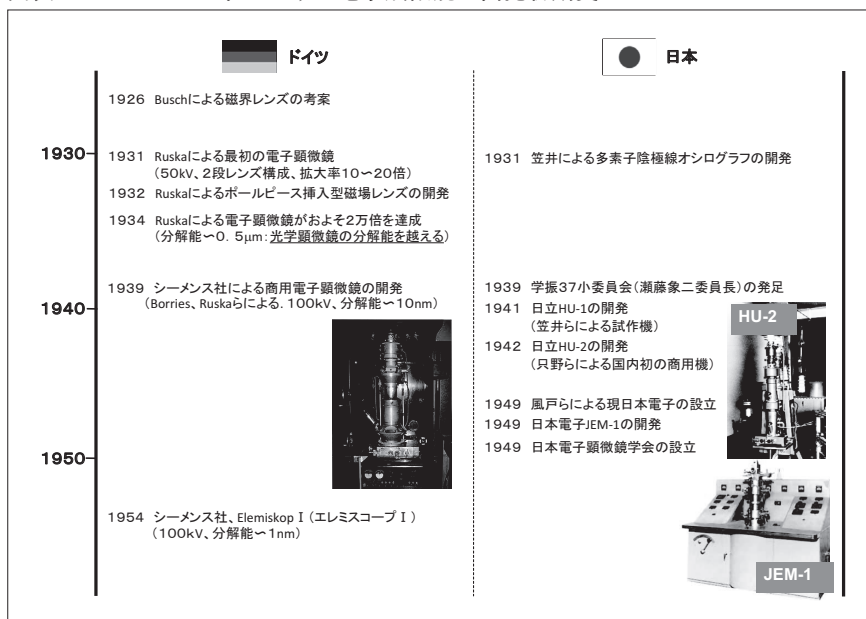 ドイツ
1926 Buschによる磁界レンズの考案
1930
1931 Ruskaによる最初の電子顕微鏡
(50kV、2段レンズ構成、拡大率10～20倍)
1932 Ruskaによるポールピース挿入型磁場レンズの開発
1934 Ruskaによる電子顕微鏡がおよそ2万倍を達成
(分解能～0.5μm:光学顕微鏡の分解能を越える)
1939 シーメンス社による商用電子顕微鏡の開発
(Borries、Ruskaらによる.100kV、分解能～10nm)
1940
1950
1954 シーメンス社、Elemiskop I(エレミスコープ I)
(100kV、分解能～1nm)
日本
1931 笠井による多素子陰極線オシログラフの開発
1939 学振37小委員会(瀬藤象二委員長)の発足
1941 日立HU-1の開発
(笠井らによる試作機)
1942 日立HU-2の開発
(只野らによる国内初の商用機)
HU-2
1949 風戸らによる現日本電子の設立
1949 日本電子JEM-1の開発
1949 日本電子顕微鏡学会の設立
JEM-1